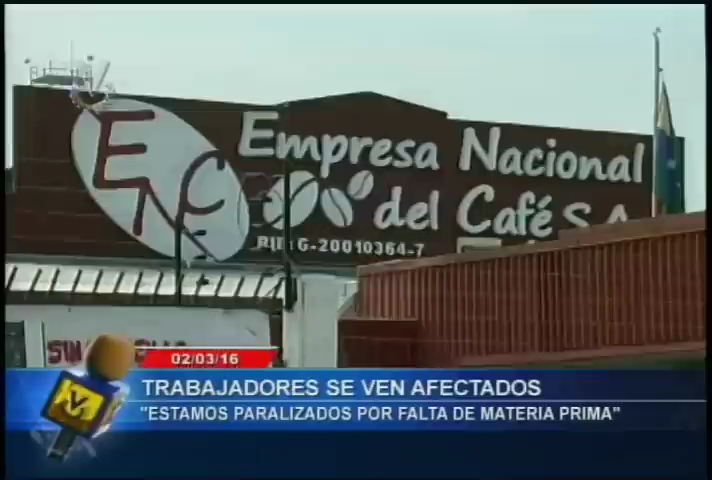 ENC
Empresa Nacional
del Café S.A
RIF: G-20010364-7
02/03/16
TRABAJADORES SE VEN AFECTADOS
"ESTAMOS PARALIZADOS POR FALTA DE MATERIA PRIMA"